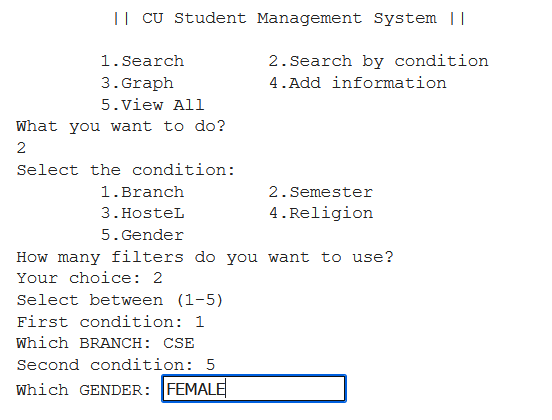 || CU Student Management System ||
1.Search 2.Search by condition
3.Graph 4.Add information
5.View All
What you want to do?
2
Select the condition:
1.Branch 2.Semester
3.HosteL 4.Religion
5.Gender
How many filters do you want to use?
Your choice: 2
Select between (1-5)
First condition: 1
Which BRANCH: CSE
Second condition: 5
Which GENDER: FEMALE